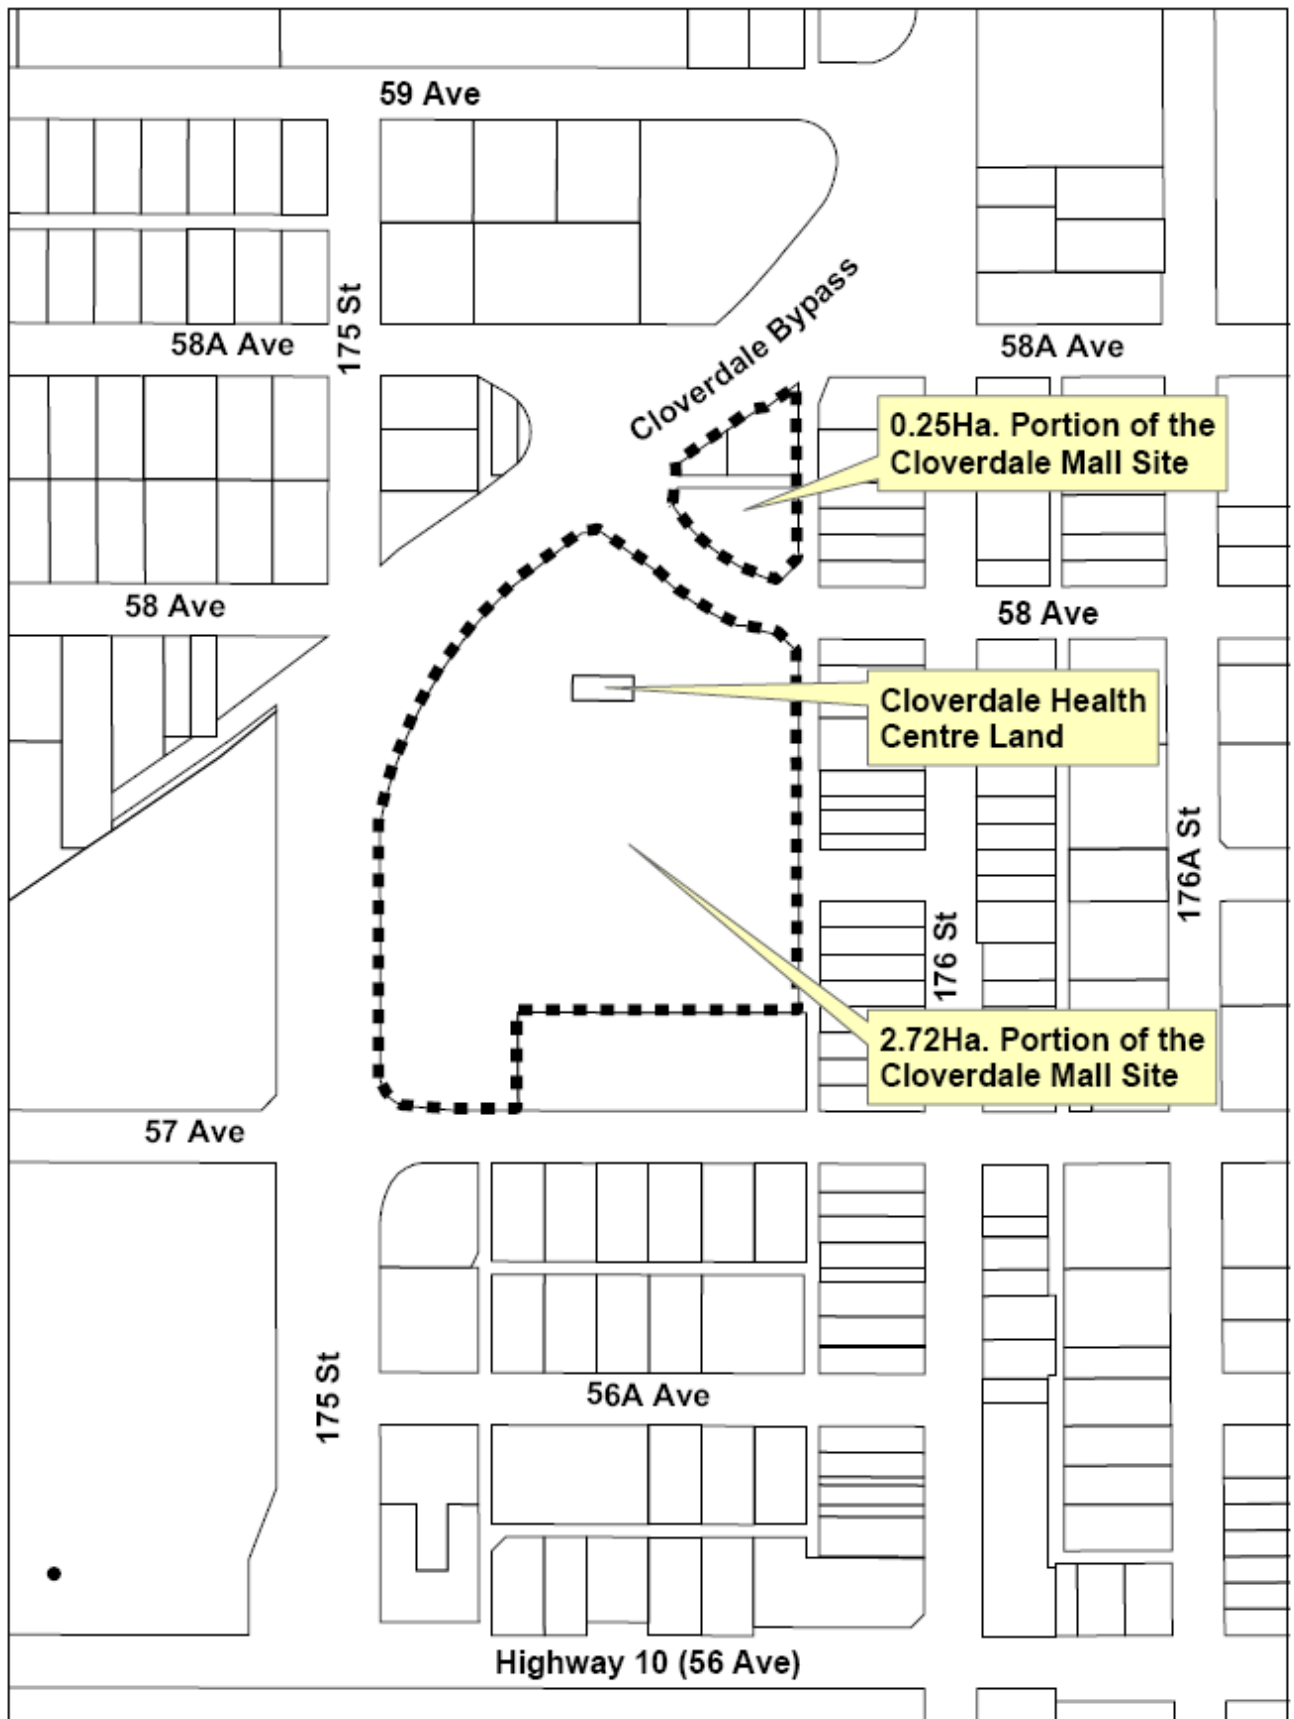 59 Ave
175 St
58A Ave
Cloverdale Bypass
58A Ave
0.25Ha. Portion of the
Cloverdale Mall Site
58 Ave
58 Ave
Cloverdale Health
Centre Land
176A St
176 St
2.72Ha. Portion of the
Cloverdale Mall Site
57 Ave
175 St
56A Ave
Highway 10 (56 Ave)